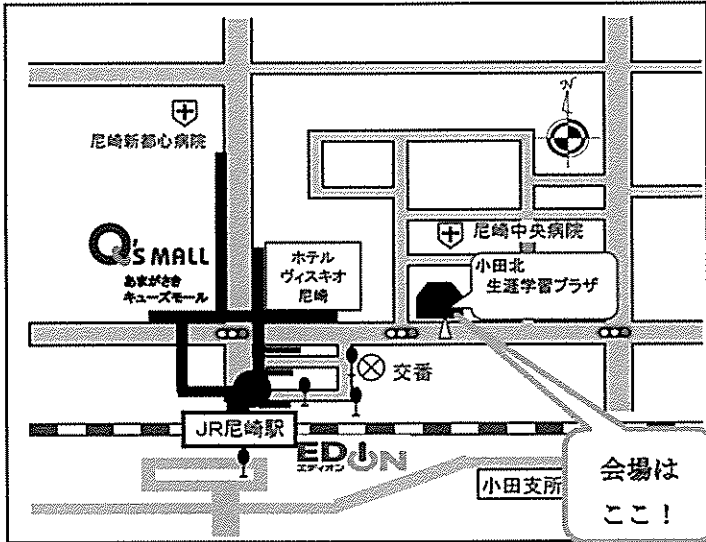 N
尼崎新都心病院
Q's MALL
あまがさき
キューズモール
ホテル
ヴィスキオ
尼崎
尼崎中央病院
小田北
生涯学習プラザ
交番
JR尼崎駅
EDION
エディオン
小田支所
会場は
ここ!